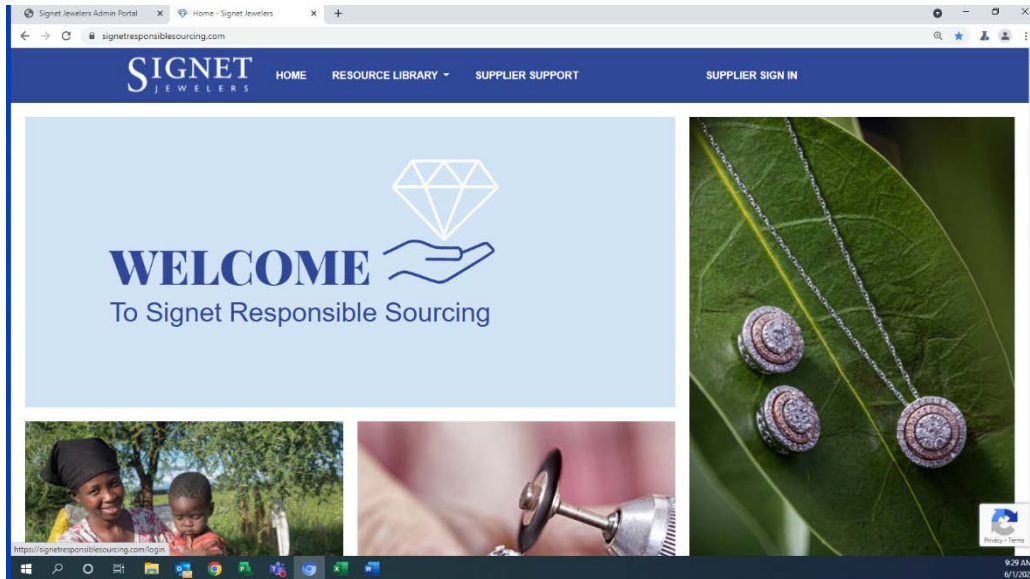 Signet Jewelers Admin Portal
Home - Signet Jewelers
signetresponsiblesourcing.com
SIGNET
JEWELERS
HOME
RESOURCE LIBRARY
SUPPLIER SUPPORT
SUPPLIER SIGN IN
WELCOME
To Signet Responsible Sourcing
Privacy - Terms
https://signetresponsiblesourcing.com/login
9:29 AM